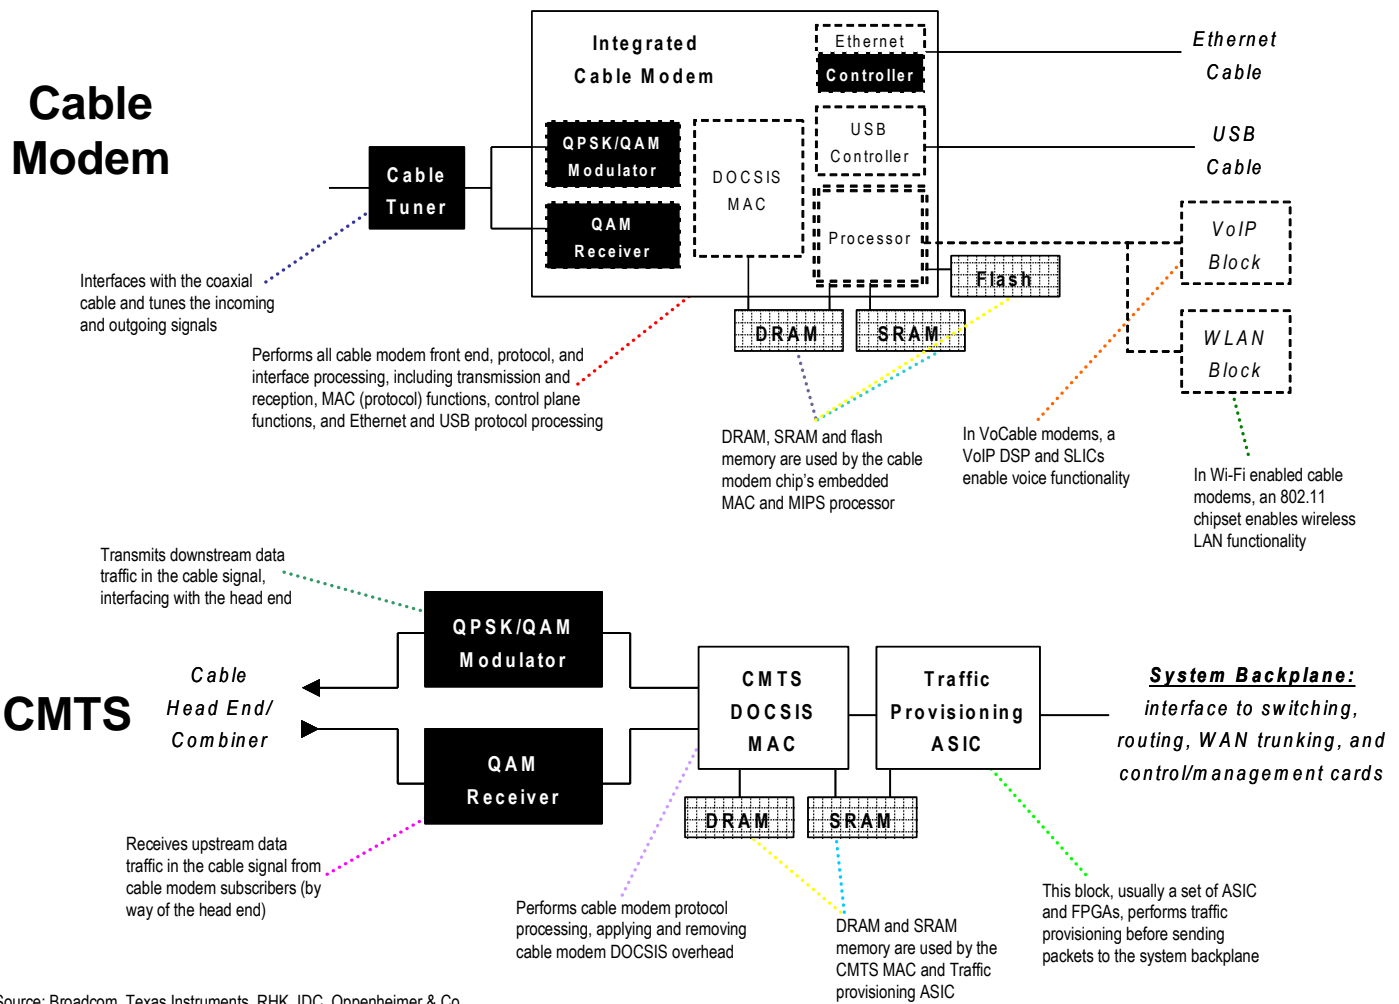 Cable
Modem
Integrated
Cable Modem
Ethernet
Controller
Ethernet
Cable
USB
Controller
USB
Cable
QPSK/QAM
Modulator
DOCSIS
MAC
Cable
Tuner
QAM
Receiver
Processor
VoIP
Block
Flash
DRAM
SRAM
WLAN
Block
Interfaces with the coaxial
cable and tunes the incoming
and outgoing signals
Performs all cable modem front end, protocol, and
interface processing, including transmission and
reception, MAC (protocol) functions, control plane
functions, and Ethernet and USB protocol processing
DRAM, SRAM and flash
memory are used by the cable
modem chip's embedded
MAC and MIPS processor
In VoCable modems, a
VoIP DSP and SLICs
enable voice functionality
In Wi-Fi enabled cable
modems, an 802.11
chipset enables wireless
LAN functionality
Transmits downstream data
traffic in the cable signal,
interfacing with the head end
CMTS
Cable
Head End/
Combiner
QPSK/QAM
Modulator
QAM
Receiver
CMTS
DOCSIS
MAC
Traffic
Provisioning
ASIC
System Backplane:
interface to switching,
routing, WAN trunking, and
control/management cards
DRAM
SRAM
Receives upstream data
traffic in the cable signal from
cable modem subscribers (by
way of the head end)
Performs cable modem protocol
processing, applying and removing
cable modem DOCSIS overhead
DRAM and SRAM
memory are used by the
CMTS MAC and Traffic
provisioning ASIC
This block, usually a set of ASIC
and FPGAs, performs traffic
provisioning before sending
packets to the system backplane
Source: Broadcom, Texas Instruments, RHK, IDC, Oppenheimer & Co